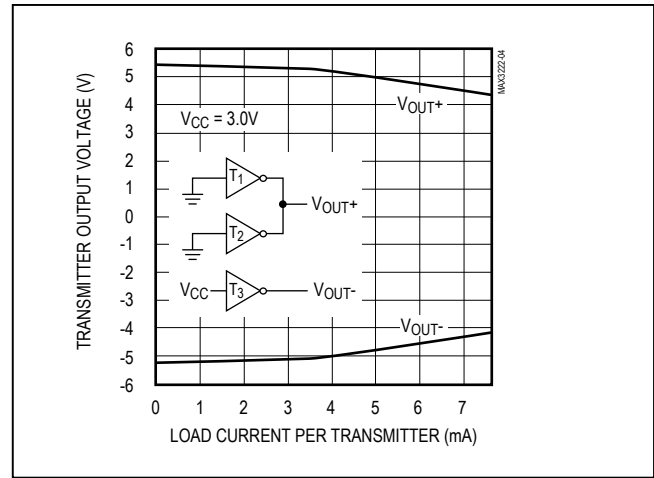 MAX3222-04
TRANSMITTER OUTPUT VOLTAGE (V)
6
5
4
3
2
1
0
-1
-2
-3
-4
-5
-6
VOUT+
VCC = 3.0V
T1
VOUT+
T2
VCC
T3
VOUT-
VOUT-
0 1 2 3 4 5 6 7
LOAD CURRENT PER TRANSMITTER (mA)